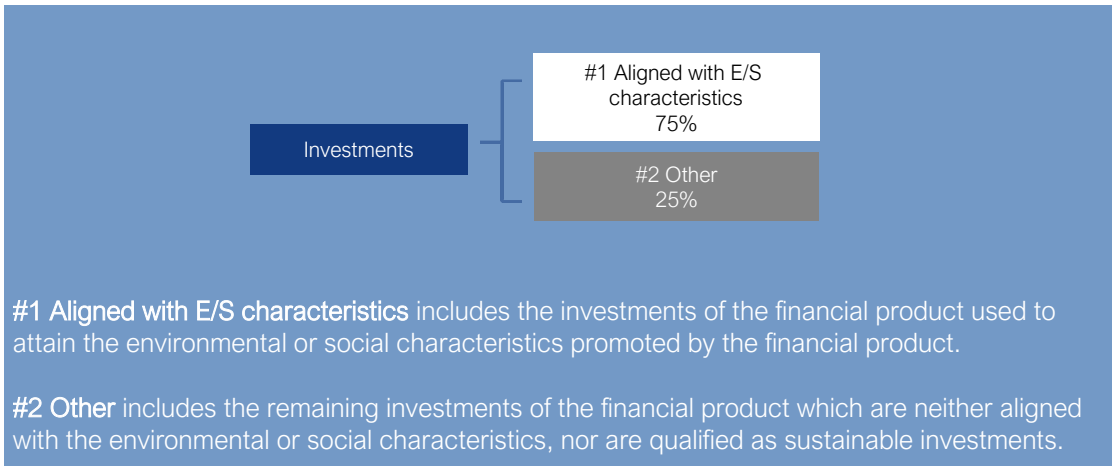 #1 Aligned with E/S
characteristics
75%
Investments
#2 Other
25%
#1 Aligned with E/S characteristics includes the investments of the financial product used to
attain the environmental or social characteristics promoted by the financial product.
#2 Other includes the remaining investments of the financial product which are neither aligned
with the environmental or social characteristics, nor are qualified as sustainable investments.